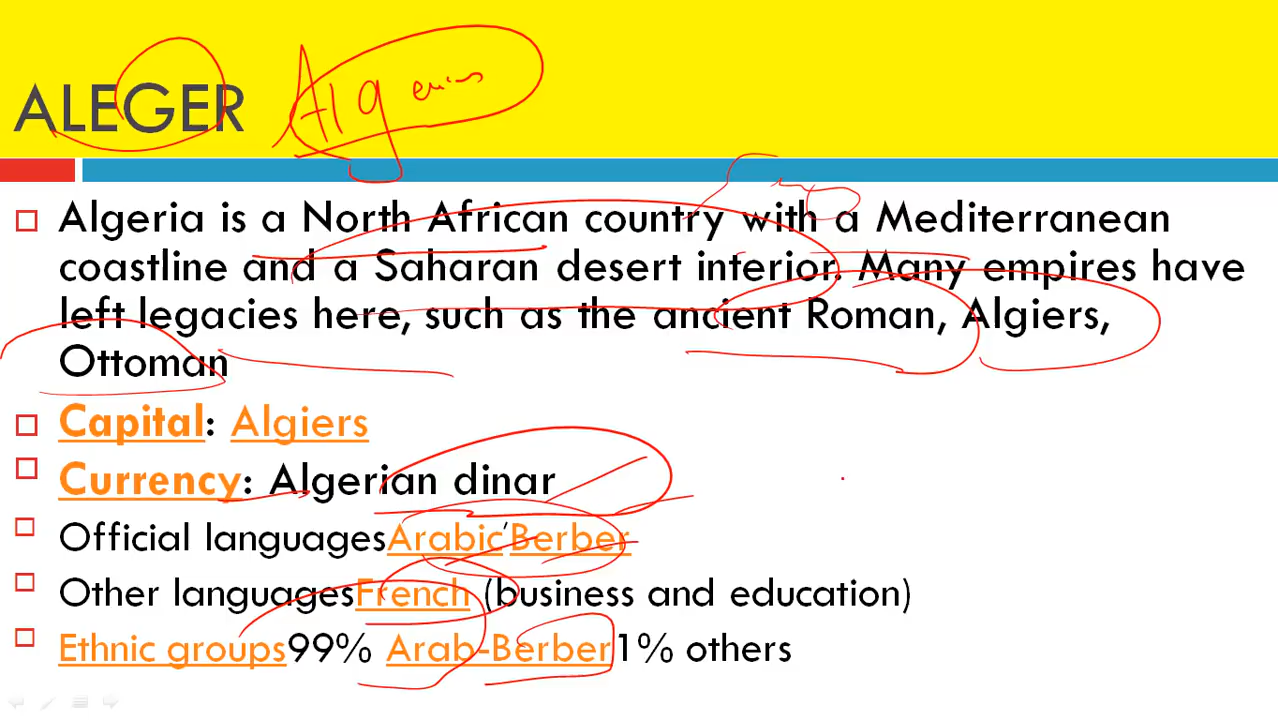 ALEGER
Algeria is a North African country with a Mediterranean
coastline and a Saharan desert interior. Many empires have
left legacies here, such as the ancient Roman, Algiers,
Ottoman
Capital: Algiers
Currency: Algerian dinar
Official languagesArabic'Berber
Other languagesFrench (business and education)
Ethnic groups99% Arab-Berber1% others